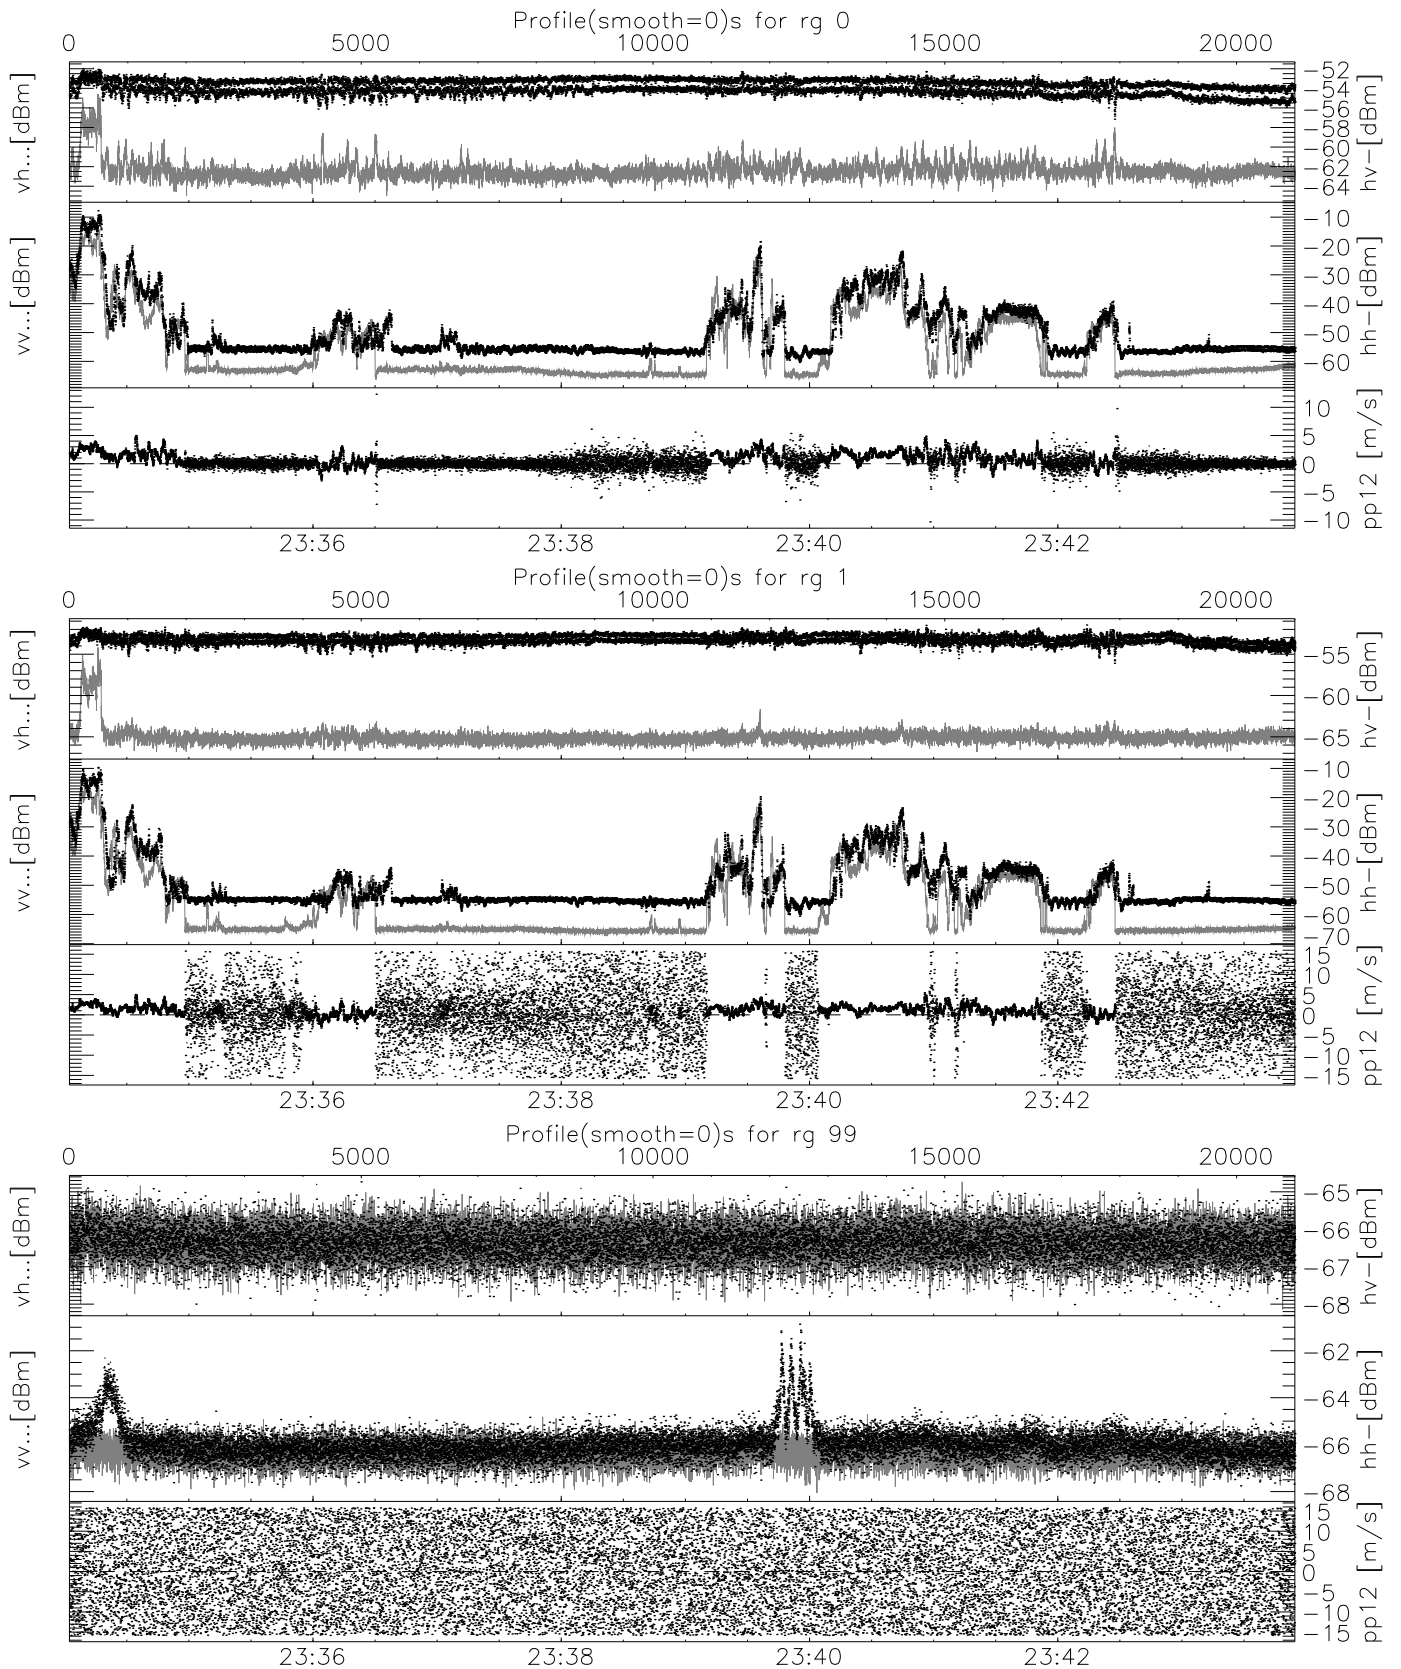 Profile(smooth=0)s for rg 0
0 5000 10000 15000 20000
vh...[dBm]
-52
-54
-56
-58
-60
-62
-64
hv-[dBm]
vv...[dBm]
-10
-20
-30
-40
-50
-60
hh-[dBm]
10
5
0
-5
-10
pp12 [m/s]
23:36 23:38 23:40 23:42
Profile(smooth=0)s for rg 1
0 5000 10000 15000 20000
vh...[dBm]
-55
-60
-65
hv-[dBm]
vv...[dBm]
-10
-20
-30
-40
-50
-60
-70
hh-[dBm]
15
10
5
0
-5
-10
-15
pp12 [m/s]
23:36 23:38 23:40 23:42
Profile(smooth=0)s for rg 99
0 5000 10000 15000 20000
vh...[dBm]
-65
-66
-67
-68
hv-[dBm]
vv...[dBm]
-62
-64
-66
-68
hh-[dBm]
15
10
5
0
-5
-10
-15
pp12 [m/s]
23:36 23:38 23:40 23:42